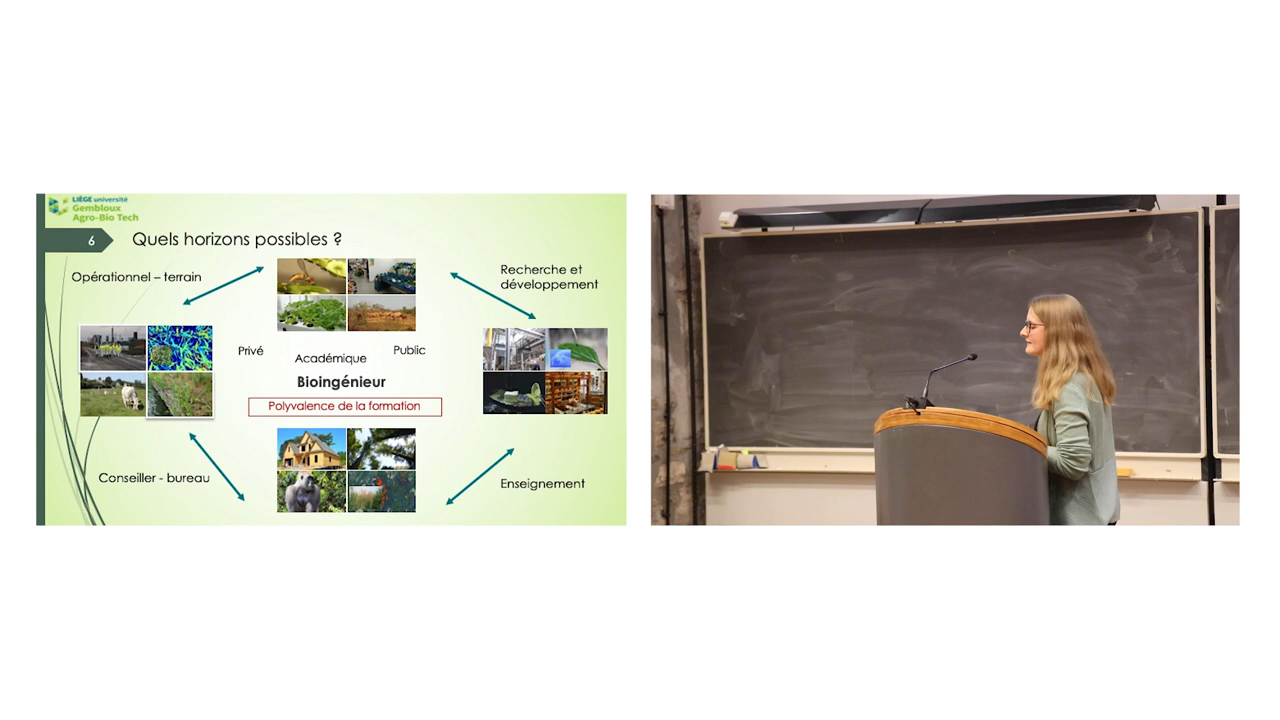 LIÈGE université
Gembloux
Agro-Bio Tech
6
Quels horizons possibles ?
Opérationnel – terrain
Recherche et
développement
Privé
Académique
Public
Bioingénieur
Polyvalence de la formation
Conseiller - bureau
Enseignement